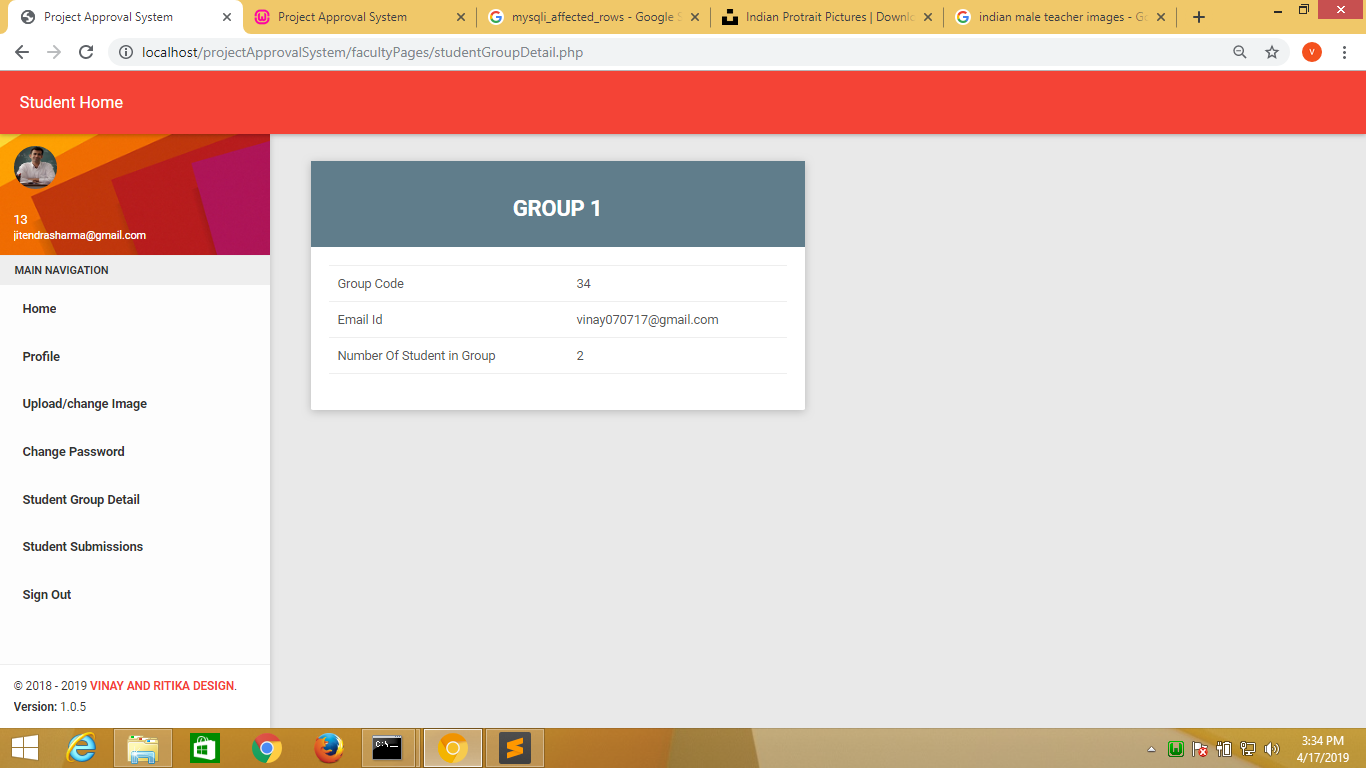 Project Approval System
Project Approval System
mysqli_affected_rows - Google S
Indian Protrait Pictures | Downlo
indian male teacher images - Go
localhost/projectApprovalSystem/facultyPages/studentGroupDetail.php
V
Student Home
13
jitendrasharma@gmail.com
MAIN NAVIGATION
Home
Profile
Upload/change Image
Change Password
Student Group Detail
Student Submissions
Sign Out
© 2018 - 2019 VINAY AND RITIKA DESIGN.
Version: 1.0.5
GROUP 1
Group Code 34
Email Id vinay070717@gmail.com
Number Of Student in Group 2
3:34 PM
4/17/2019